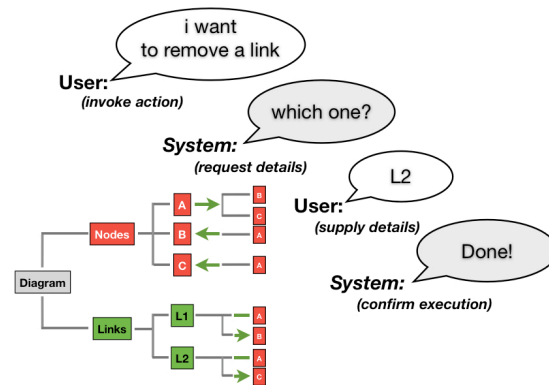 i want
to remove a link
User:
(invoke action)
which one?
System:
(request details)
L2
User:
(supply details)
Done!
System:
(confirm execution)
Diagram
Nodes
A
B
C
B
A
B
C
A
Links
L1
A
B
L2
A
C